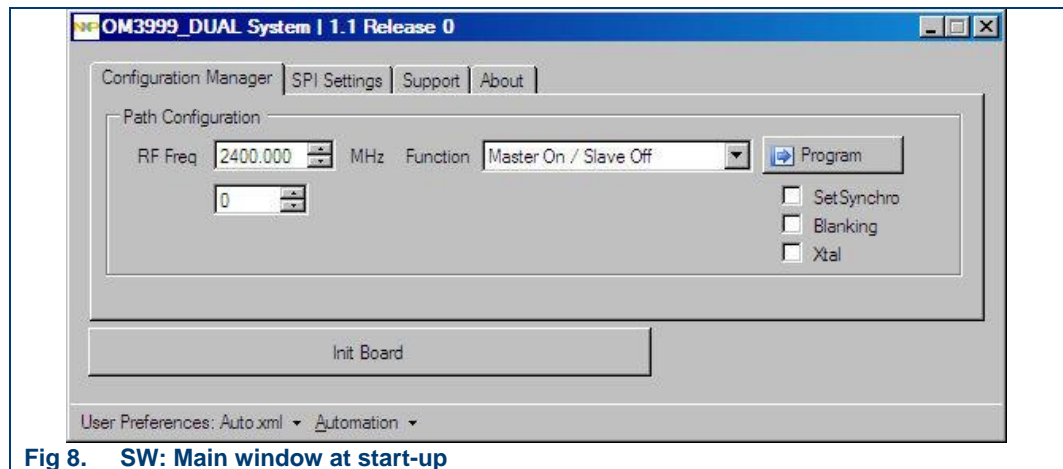 NXP OM3999_DUAL System | 1.1 Release 0
Configuration Manager SPI Settings Support About
Path Configuration
RF Freq 2400.000 MHz Function Master On / Slave Off Program
0 SetSynchro
Blanking
Xtal
Init Board
User Preferences: Auto.xml Automation
Fig 8. SW: Main window at start-up